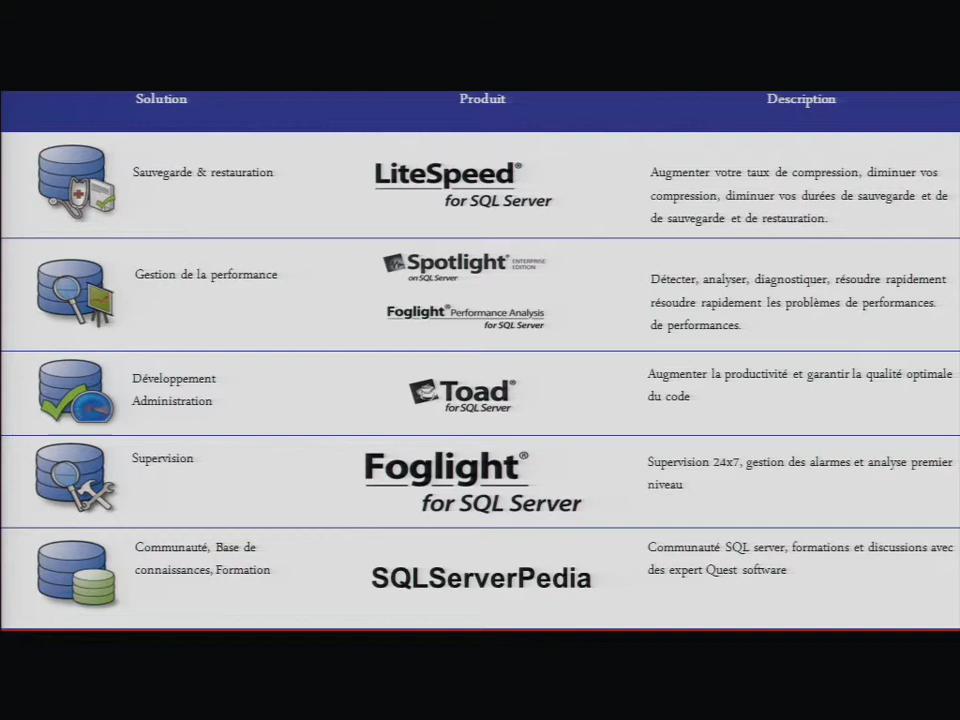 Solution Produit Description
Sauvegarde & restauration
LiteSpeed®
for SQL Server
Augmenter votre taux de compression, diminuer vos
compression, diminuer vos durées de sauvegarde et de
de sauvegarde et de restauration.
Gestion de la performance
Spotlight® ENTERPRISE EDITION
on SQL Server
Foglight® Performance Analysis
for SQL Server
Détecter, analyser, diagnostiquer, résoudre rapidement
résoudre rapidement les problèmes de performances.
de performances.
Développement
Administration
Toad®
for SQL Server
Augmenter la productivité et garantir la qualité optimale
du code
Supervision
Foglight®
for SQL Server
Supervision 24x7, gestion des alarmes et analyse premier
niveau
Communauté, Base de
connaissances, Formation
SQLServerPedia
Communauté SQL server, formations et discussions avec
des expert Quest software